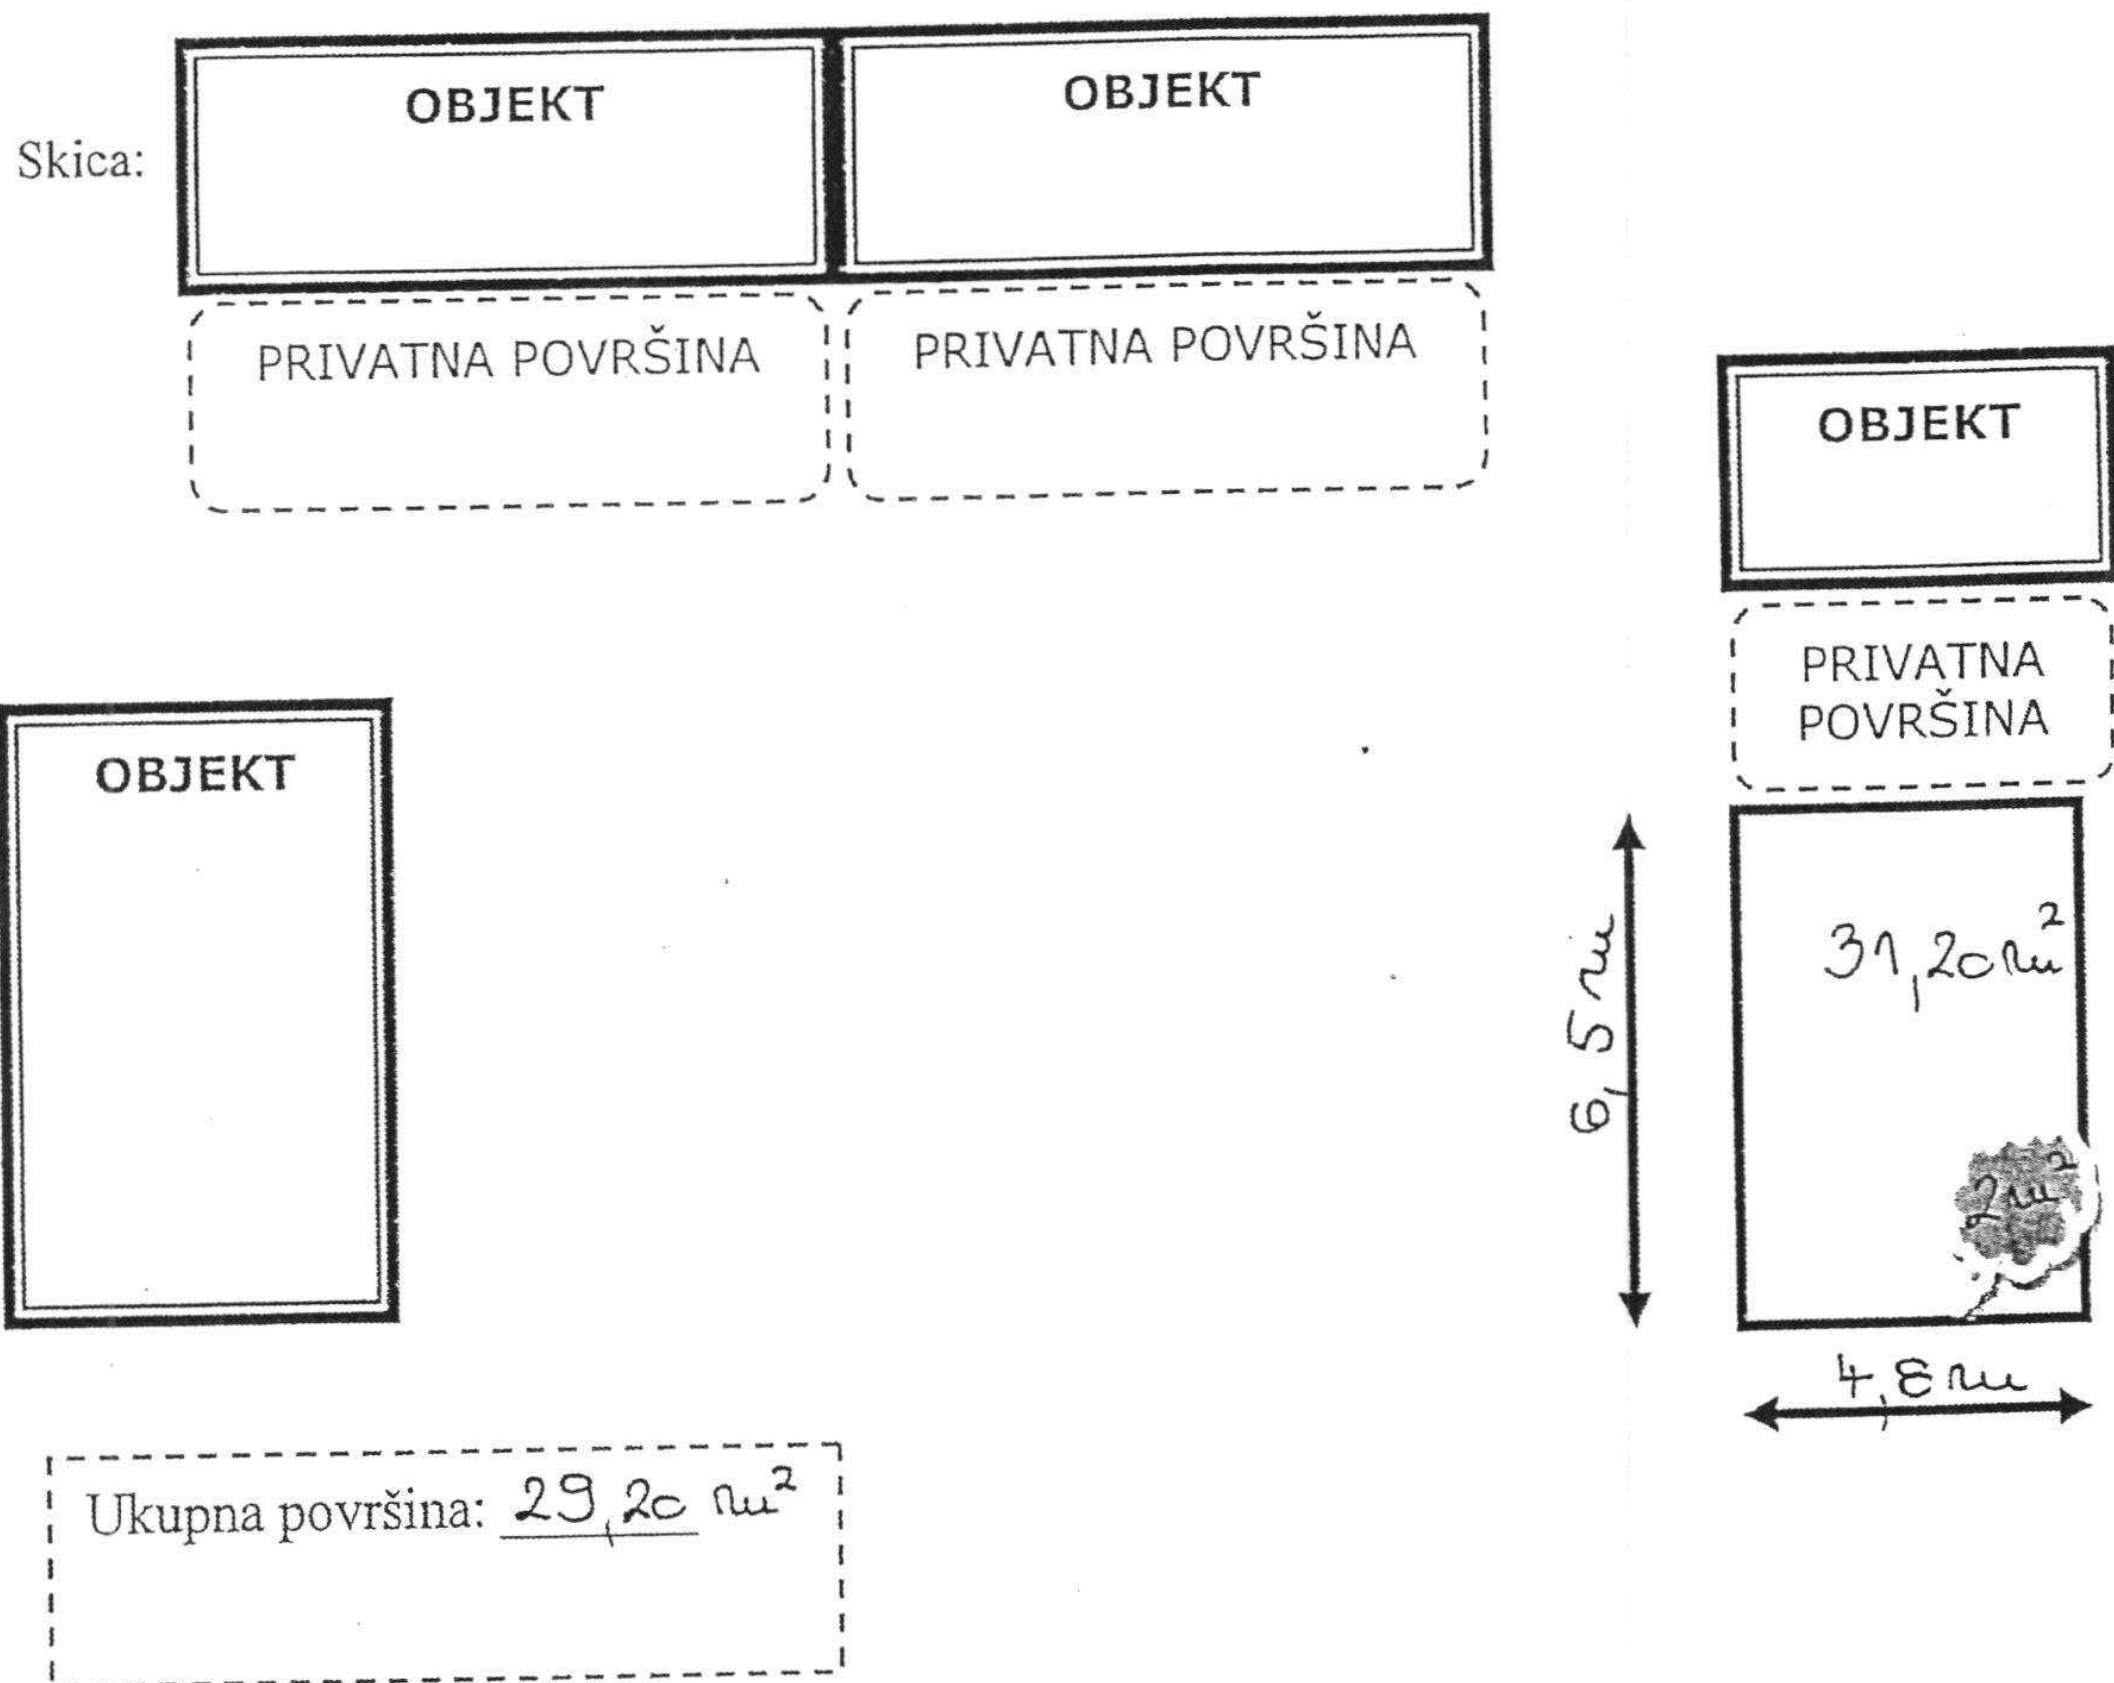 OBJEKT
OBJEKT
Skica:
PRIVATNA POVRŠINA
PRIVATNA POVRŠINA
OBJEKT
PRIVATNA
POVRŠINA
OBJEKT
31,20 m²
6,5 m
2 m²
4,8 m
Ukupna površina: 29,20 m²